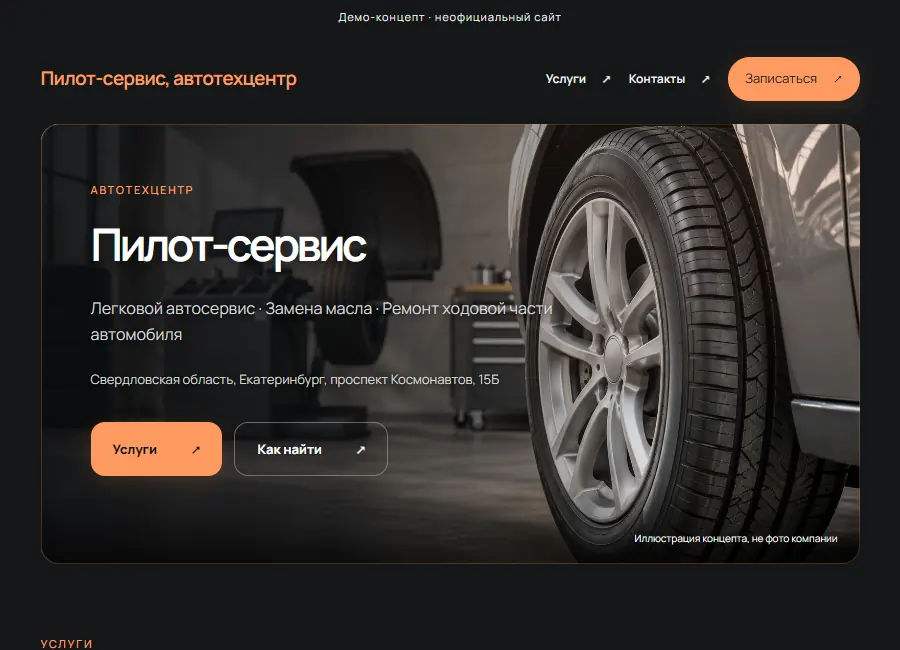 Демо-концепт · неофициальный сайт
Пилот-сервис, автотехцентр
Услуги ↗ Контакты ↗ Записаться ↗
АВТОТЕХЦЕНТР
Пилот-сервис
Легковой автосервис · Замена масла · Ремонт ходовой части
автомобиля
Свердловская область, Екатеринбург, проспект Космонавтов, 15Б
Услуги ↗ Как найти ↗
Иллюстрация концепта, не фото компании
УСЛУГИ